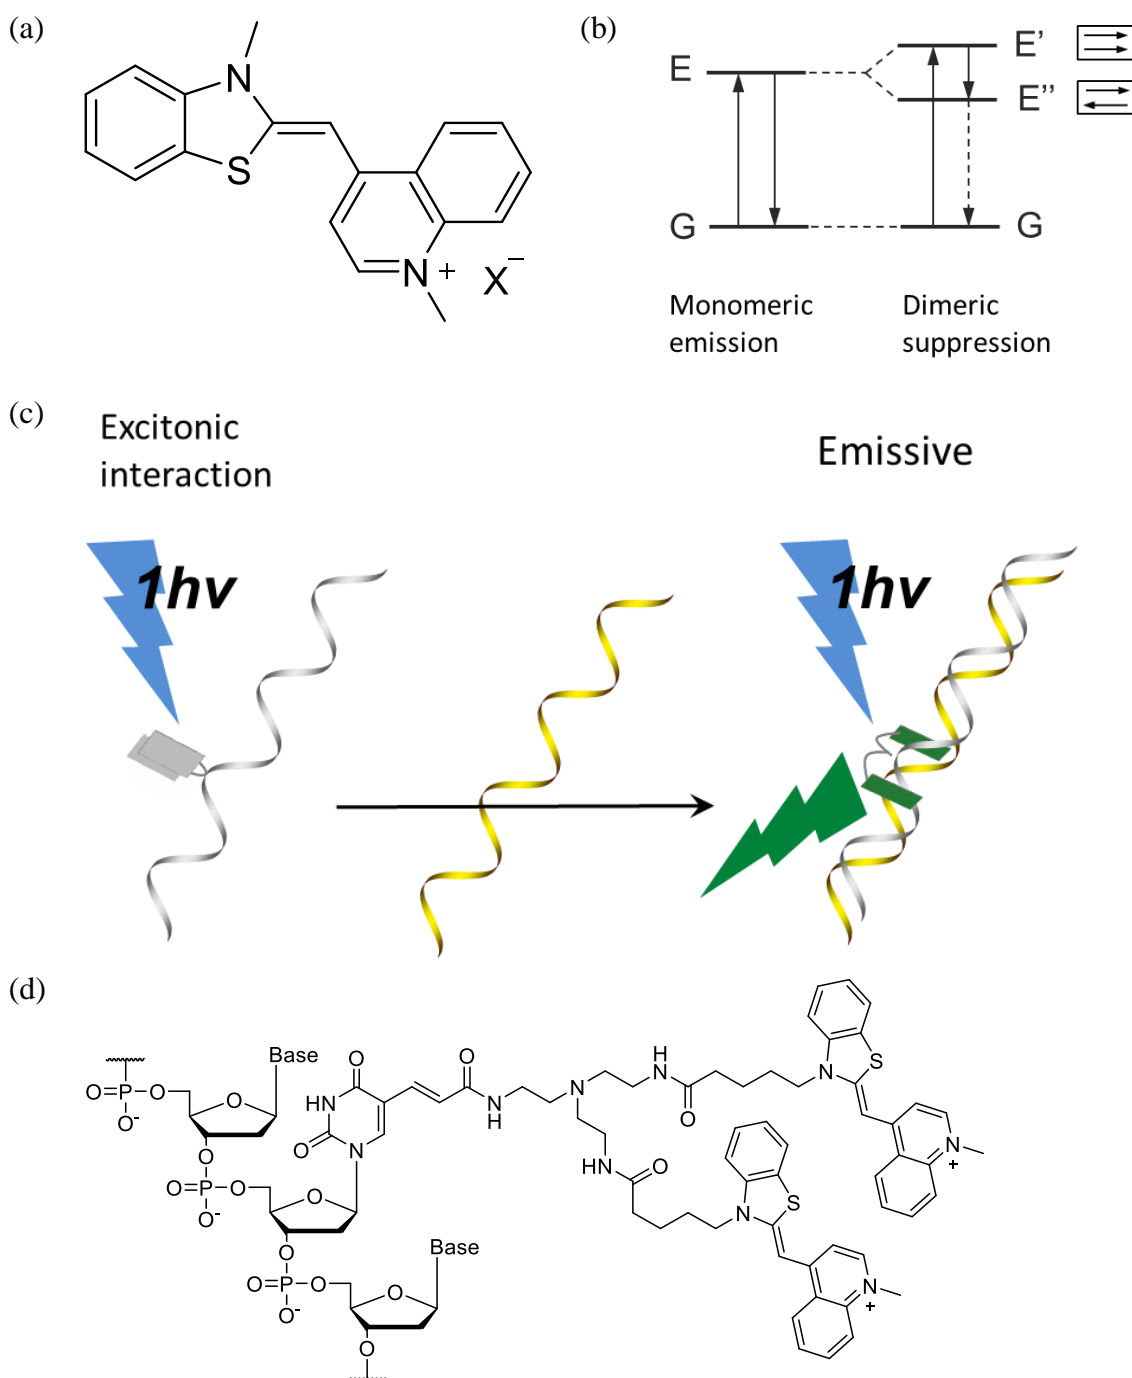 (a)
N
S
N
+
X
−
(b)
E
E'
E''
G
G
Monomeric
emission
Dimeric
suppression
(c)
Excitonic
interaction
Emissive
1hv
1hv
(d)
Base
O
O=P–O
O-
O
O
HN
O
N
O
O=P–O
O-
O
O
N
H
N
H
N
O
HN
O
N
S
N
+
N
S
N
+
O
O=P–O
O-
Base
O
O